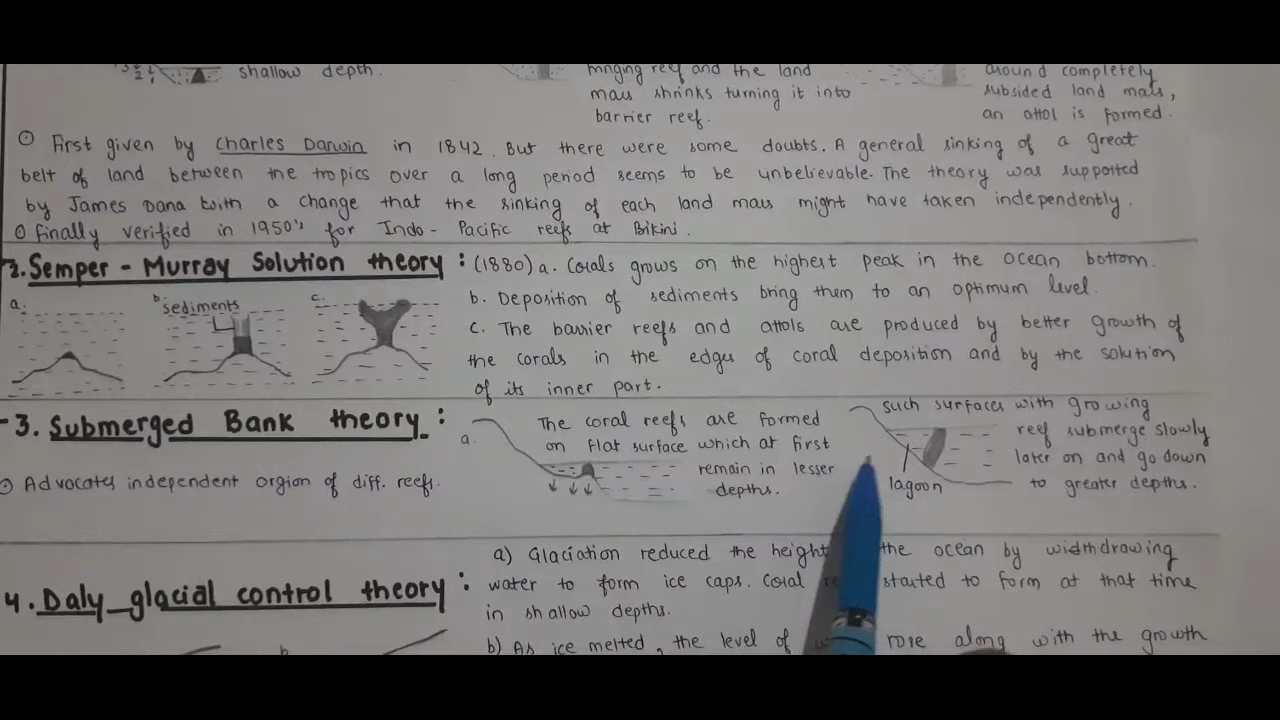 shallow depth.
fringing reef and the land
mass shrinks turning it into
barrier reef.
around completely
subsided land mass,
an attol is formed.
First given by Charles Darwin in 1842. But there were some doubts. A general sinking of a great
belt of land between the tropics over a long period seems to be unbelievable. The theory was supported
by James Dana with a change that the sinking of each land mass might have taken independently.
Finally verified in 1950's for Indo - Pacific reefs at Bikini.
2. Semper - Murray Solution theory : (1880) a. Corals grows on the highest peak in the ocean bottom.
b. Deposition of sediments bring them to an optimum level.
c. The barrier reefs and attols are produced by better growth of
the corals in the edges of coral deposition and by the solution
of its inner part.
a.
b. sediments
c.
3. Submerged Bank theory :
Advocates independent orgion of diff. reefs.
a.
The coral reefs are formed
on flat surface which at first
remain in lesser
depths.
such surfaces with growing
reef submerge slowly
later on and go down
to greater depths.
lagoon
4. Daly glacial control theory :
a) Glaciation reduced the height the ocean by widthdrawing
water to form ice caps. Coral started to form at that time
in shallow depths.
b) As ice melted, the level of rose along with the growth
b